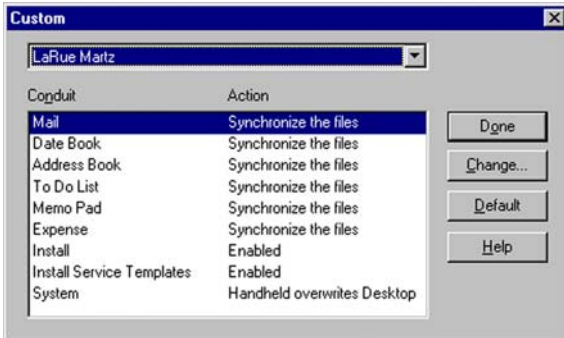 Custom
LaRue Martz
Conduit Action
Mail Synchronize the files
Date Book Synchronize the files
Address Book Synchronize the files
To Do List Synchronize the files
Memo Pad Synchronize the files
Expense Synchronize the files
Install Enabled
Install Service Templates Enabled
System Handheld overwrites Desktop
Done
Change...
Default
Help